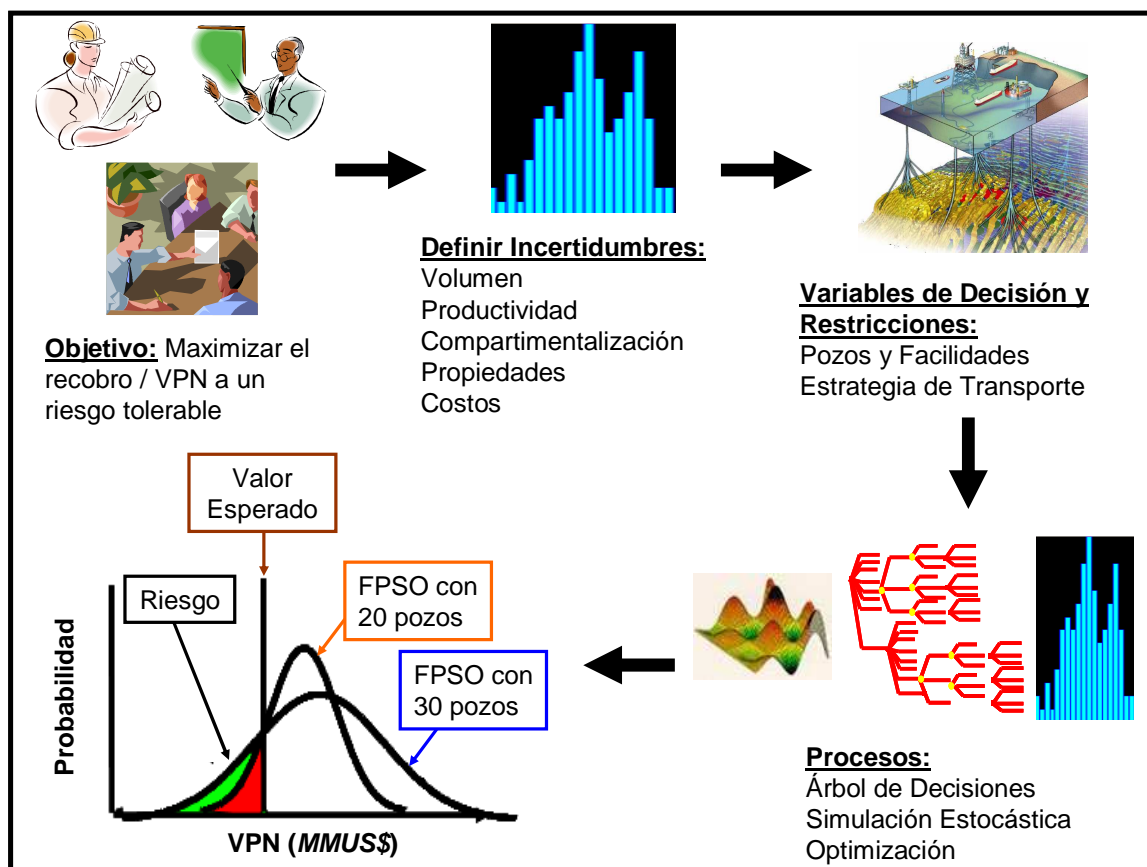 Objetivo: Maximizar el
recobro / VPN a un
riesgo tolerable
Definir Incertidumbres:
Volumen
Productividad
Compartimentalización
Propiedades
Costos
Variables de Decisión y
Restricciones:
Pozos y Facilidades
Estrategia de Transporte
Procesos:
Árbol de Decisiones
Simulación Estocástica
Optimización
Valor
Esperado
Riesgo
FPSO con
20 pozos
FPSO con
30 pozos
Probabilidad
VPN (MMUS$)